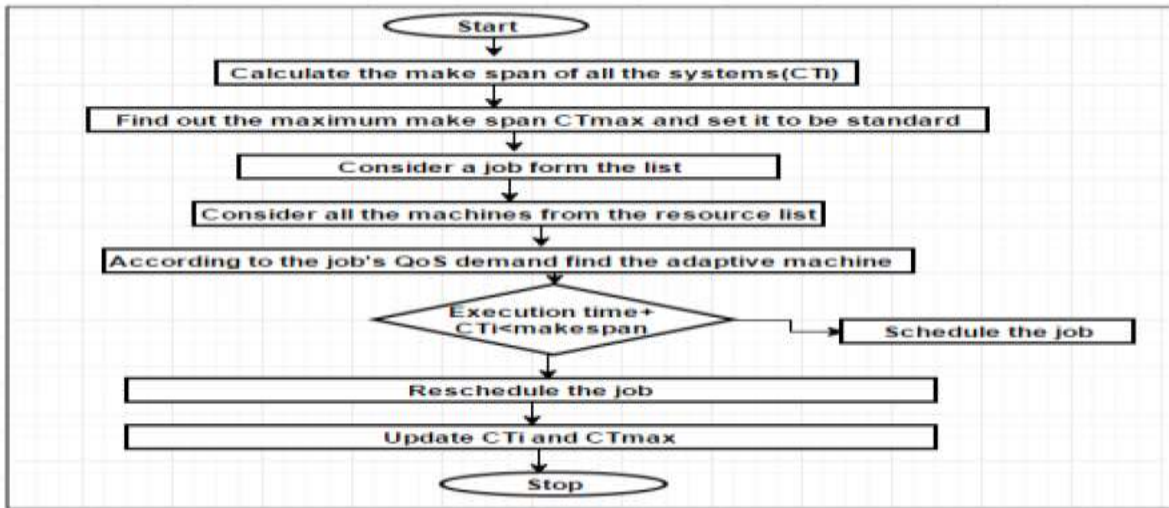 Start
Calculate the make span of all the systems(CTi)
Find out the maximum make span CTmax and set it to be standard
Consider a job form the list
Consider all the machines from the resource list
According to the job's QoS demand find the adaptive machine
Execution time+
CTi<makespan
Schedule the job
Reschedule the job
Update CTi and CTmax
Stop